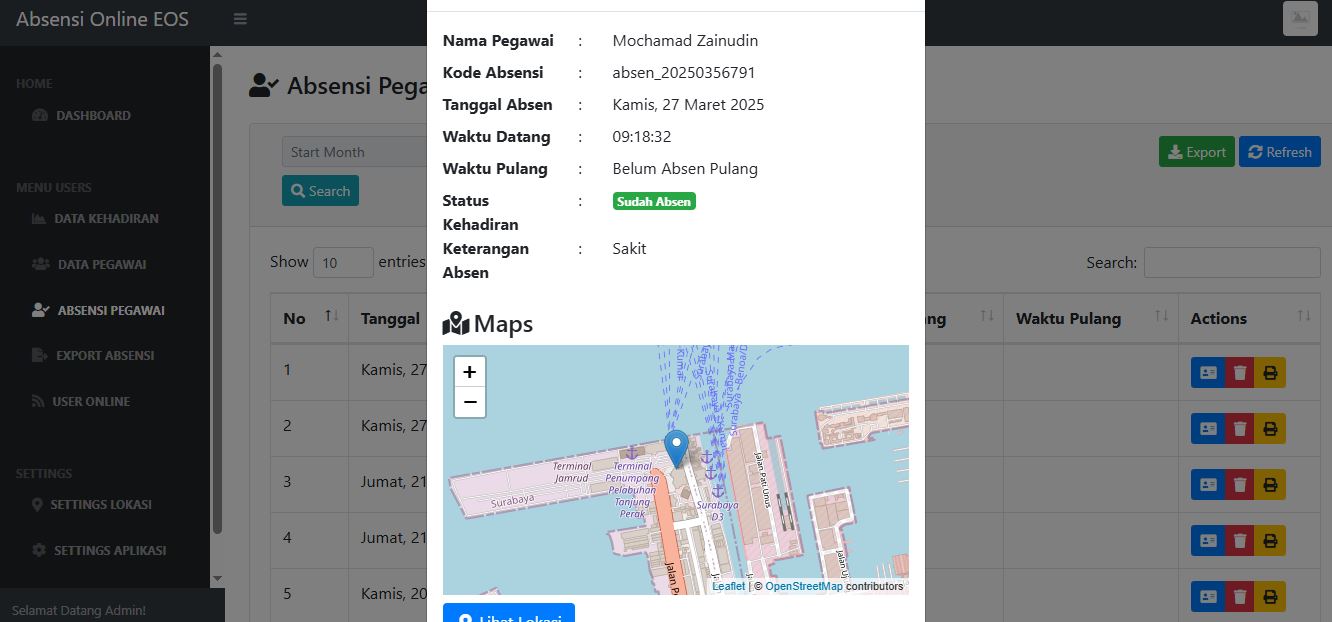 Absensi Online EOS
HOME
DASHBOARD
MENU USERS
DATA KEHADIRAN
DATA PEGAWAI
ABSENSI PEGAWAI
EXPORT ABSENSI
USER ONLINE
SETTINGS
SETTINGS LOKASI
SETTINGS APLIKASI
Selamat Datang Admin!
Absensi Pega
Start Month
Search
Export
Refresh
Show 10 entries
Search:
No Tanggal ng Waktu Pulang Actions
1 Kamis, 27
2 Kamis, 27
3 Jumat, 21
4 Jumat, 21
5 Kamis, 20
Nama Pegawai : Mochamad Zainudin
Kode Absensi : absen_20250356791
Tanggal Absen : Kamis, 27 Maret 2025
Waktu Datang : 09:18:32
Waktu Pulang : Belum Absen Pulang
Status : Sudah Absen
Kehadiran
Keterangan : Sakit
Absen
Maps
+
−
Terminal
Jamrud
Terminal
Penumpang
Pelabuhan
Tanjung
Perak
Surabaya
Surabaya
D3
Jalan Pati Unus
Leaflet | © OpenStreetMap contributors
Lihat Lokasi